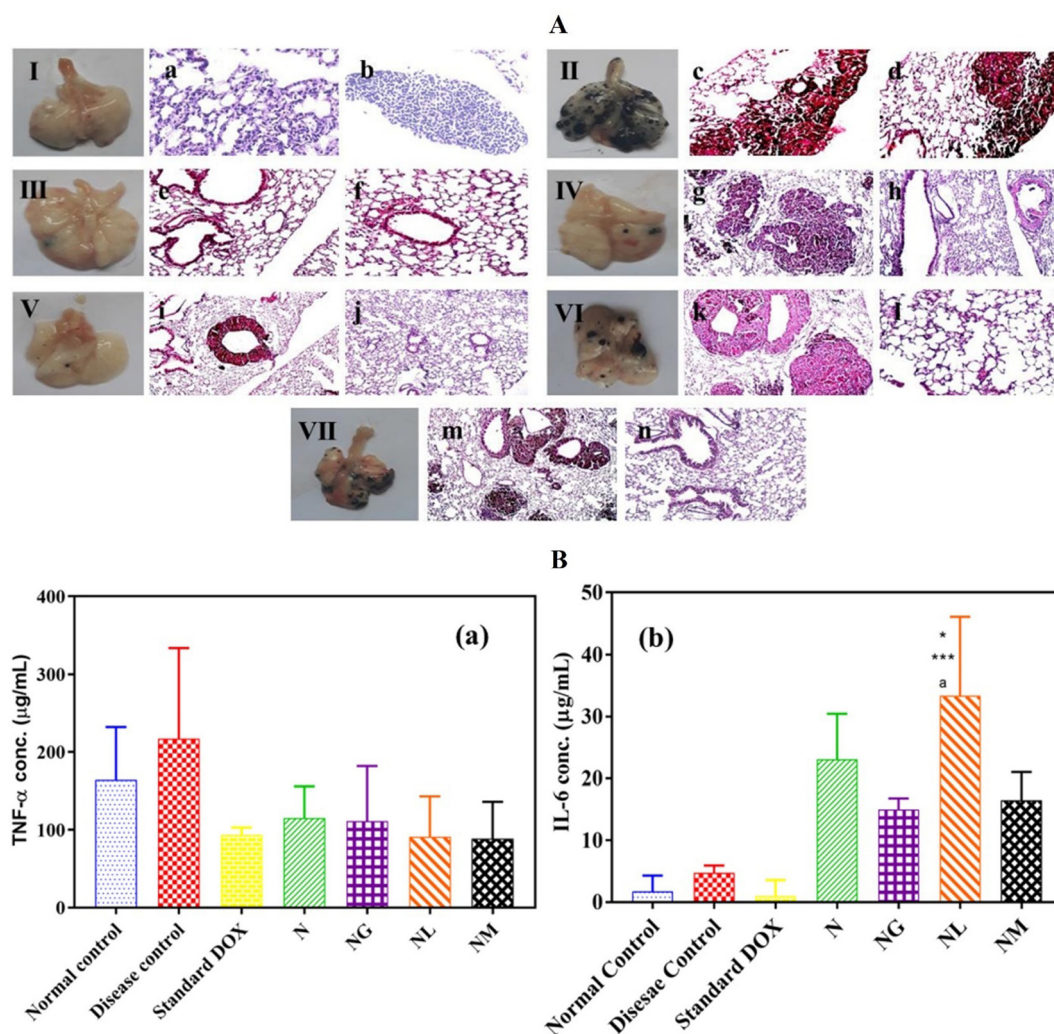 A
I
a
b
II
c
d
III
e
f
IV
g
h
V
i
j
VI
k
l
VII
m
n
B
(a)
TNF-α conc. (µg/mL)
400
300
200
100
0
Normal control
Disease control
Standard DOX
N
NG
NL
NM
(b)
IL-6 conc. (µg/mL)
50
40
30
20
10
0
*
***
a
Normal Control
Disesae Control
Standard DOX
N
NG
NL
NM